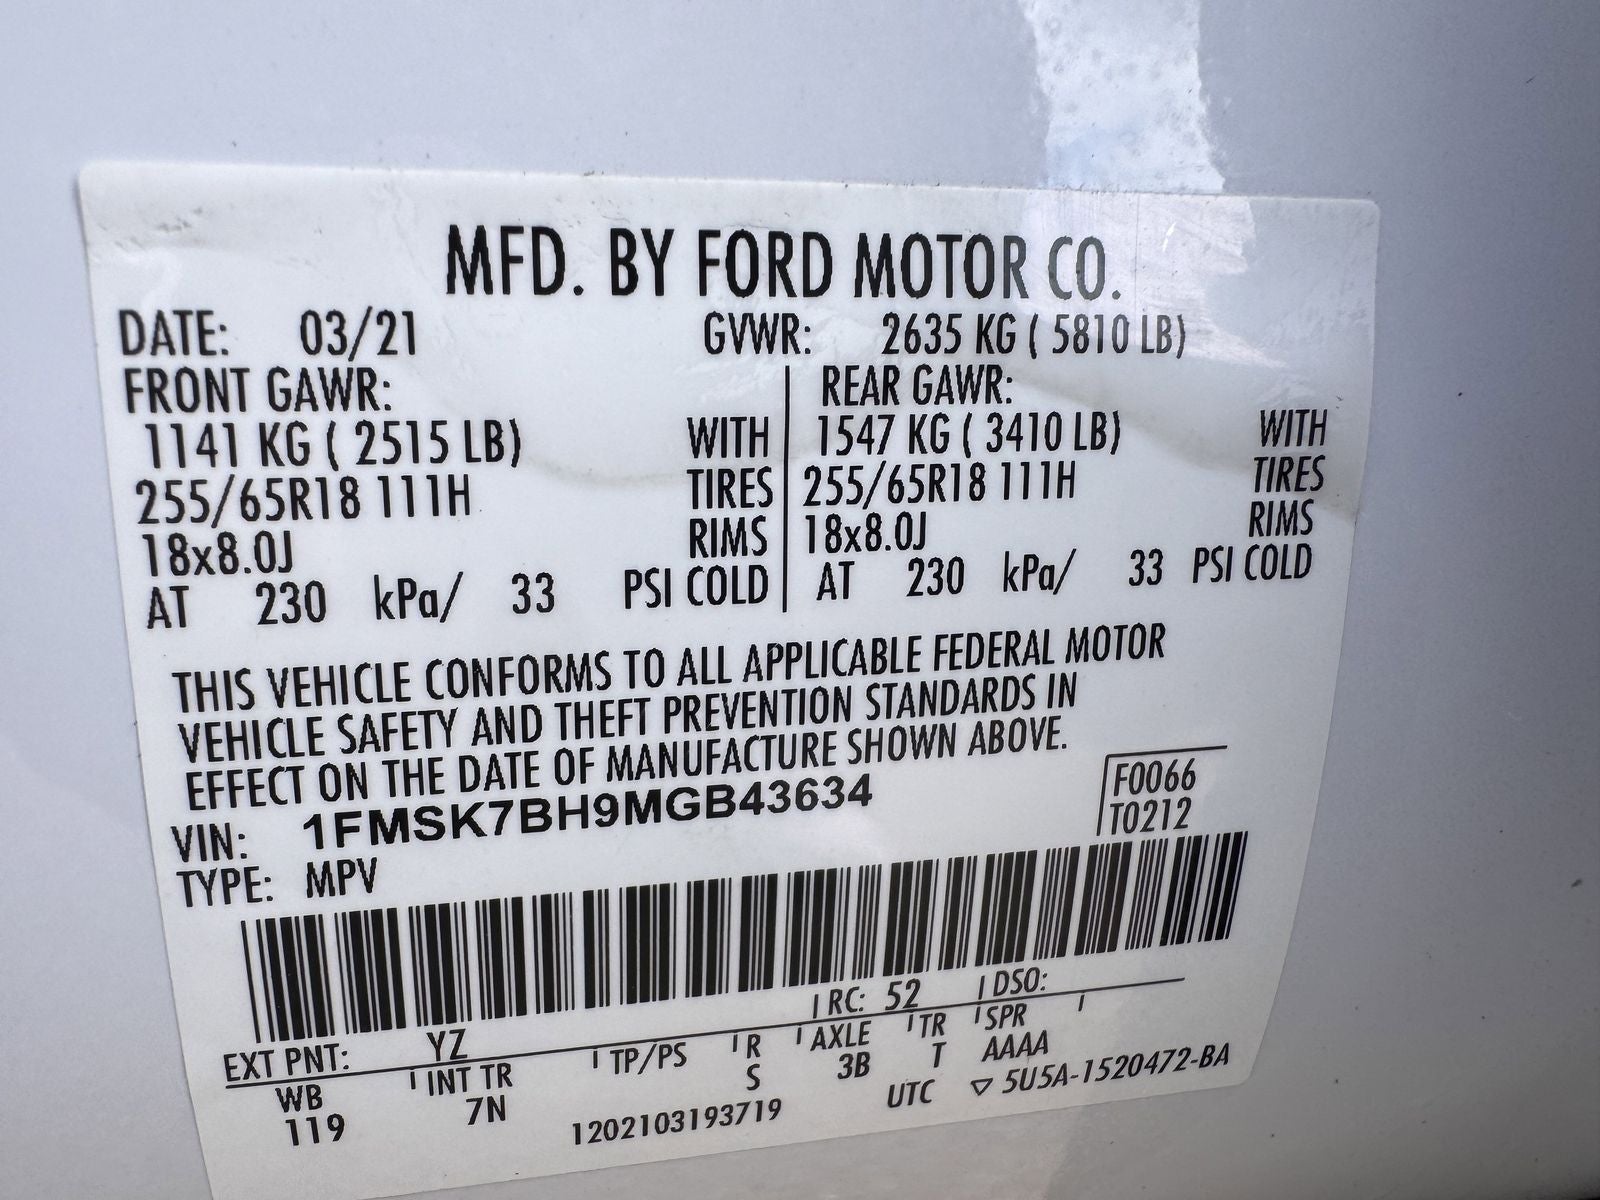 MFD. BY FORD MOTOR CO.
DATE: 03/21 GVWR: 2635 KG ( 5810 LB)
FRONT GAWR: REAR GAWR:
1141 KG ( 2515 LB) WITH 1547 KG ( 3410 LB) WITH
255/65R18 111H TIRES 255/65R18 111H TIRES
18x8.0J RIMS 18x8.0J RIMS
AT 230 kPa/ 33 PSI COLD AT 230 kPa/ 33 PSI COLD
THIS VEHICLE CONFORMS TO ALL APPLICABLE FEDERAL MOTOR
VEHICLE SAFETY AND THEFT PREVENTION STANDARDS IN
EFFECT ON THE DATE OF MANUFACTURE SHOWN ABOVE.
VIN: 1FMSK7BH9MGB43634 F0066
TYPE: MPV T0212
EXT PNT: YZ RC: 52 DSO:
WB INT TR TP/PS R AXLE TR SPR
119 7N S 3B T AAAA
1202103193719 UTC ▽ 5U5A-1520472-BA